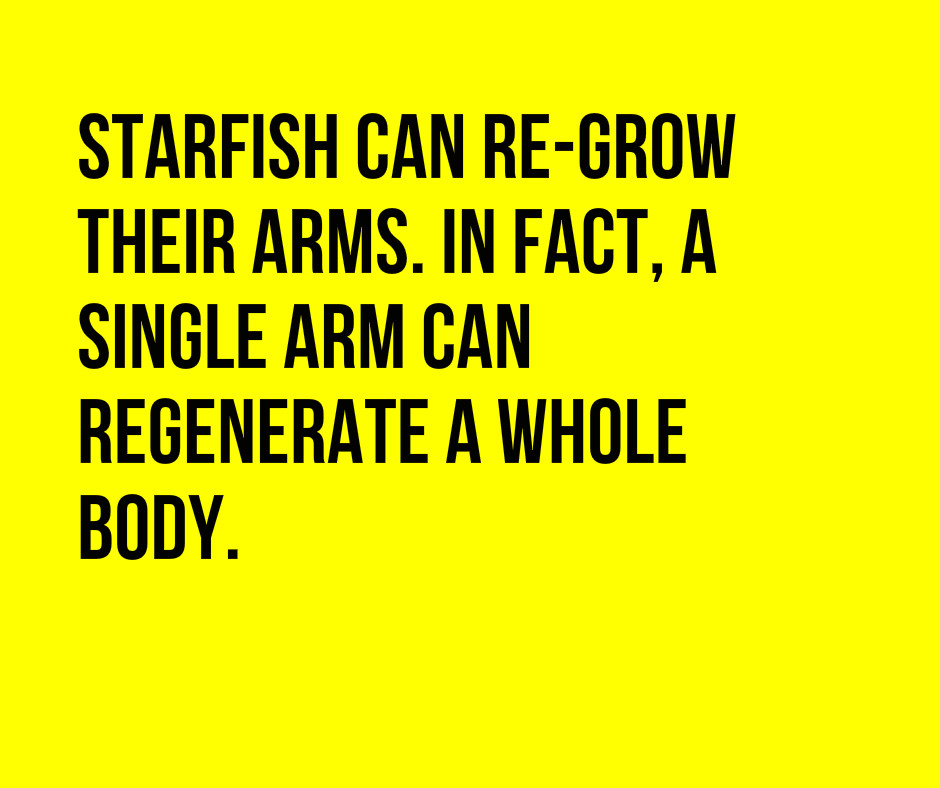 STARFISH CAN RE-GROW
THEIR ARMS. IN FACT, A
SINGLE ARM CAN
REGENERATE A WHOLE
BODY.